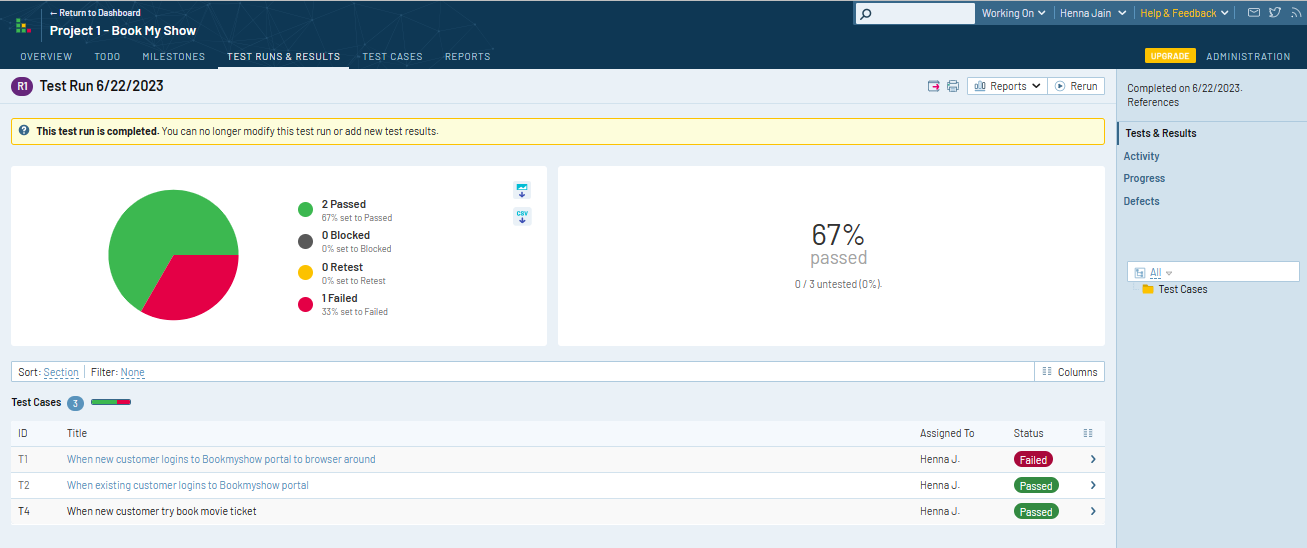 ← Return to Dashboard
Project 1 - Book My Show
Working On
Henna Jain
Help & Feedback
OVERVIEW TODO MILESTONES TEST RUNS & RESULTS TEST CASES REPORTS
UPGRADE ADMINISTRATION
R1 Test Run 6/22/2023
Reports
Rerun
? This test run is completed. You can no longer modify this test run or add new test results.
2 Passed
67% set to Passed
0 Blocked
0% set to Blocked
0 Retest
0% set to Retest
1 Failed
33% set to Failed
CSV
67%
passed
0 / 3 untested (0%).
Sort: Section Filter: None
Columns
Test Cases 3
ID Title Assigned To Status
T1 When new customer logins to Bookmyshow portal to browser around Henna J. Failed
T2 When existing customer logins to Bookmyshow portal Henna J. Passed
T4 When new customer try book movie ticket Henna J. Passed
Completed on 6/22/2023.
References
Tests & Results
Activity
Progress
Defects
All
Test Cases